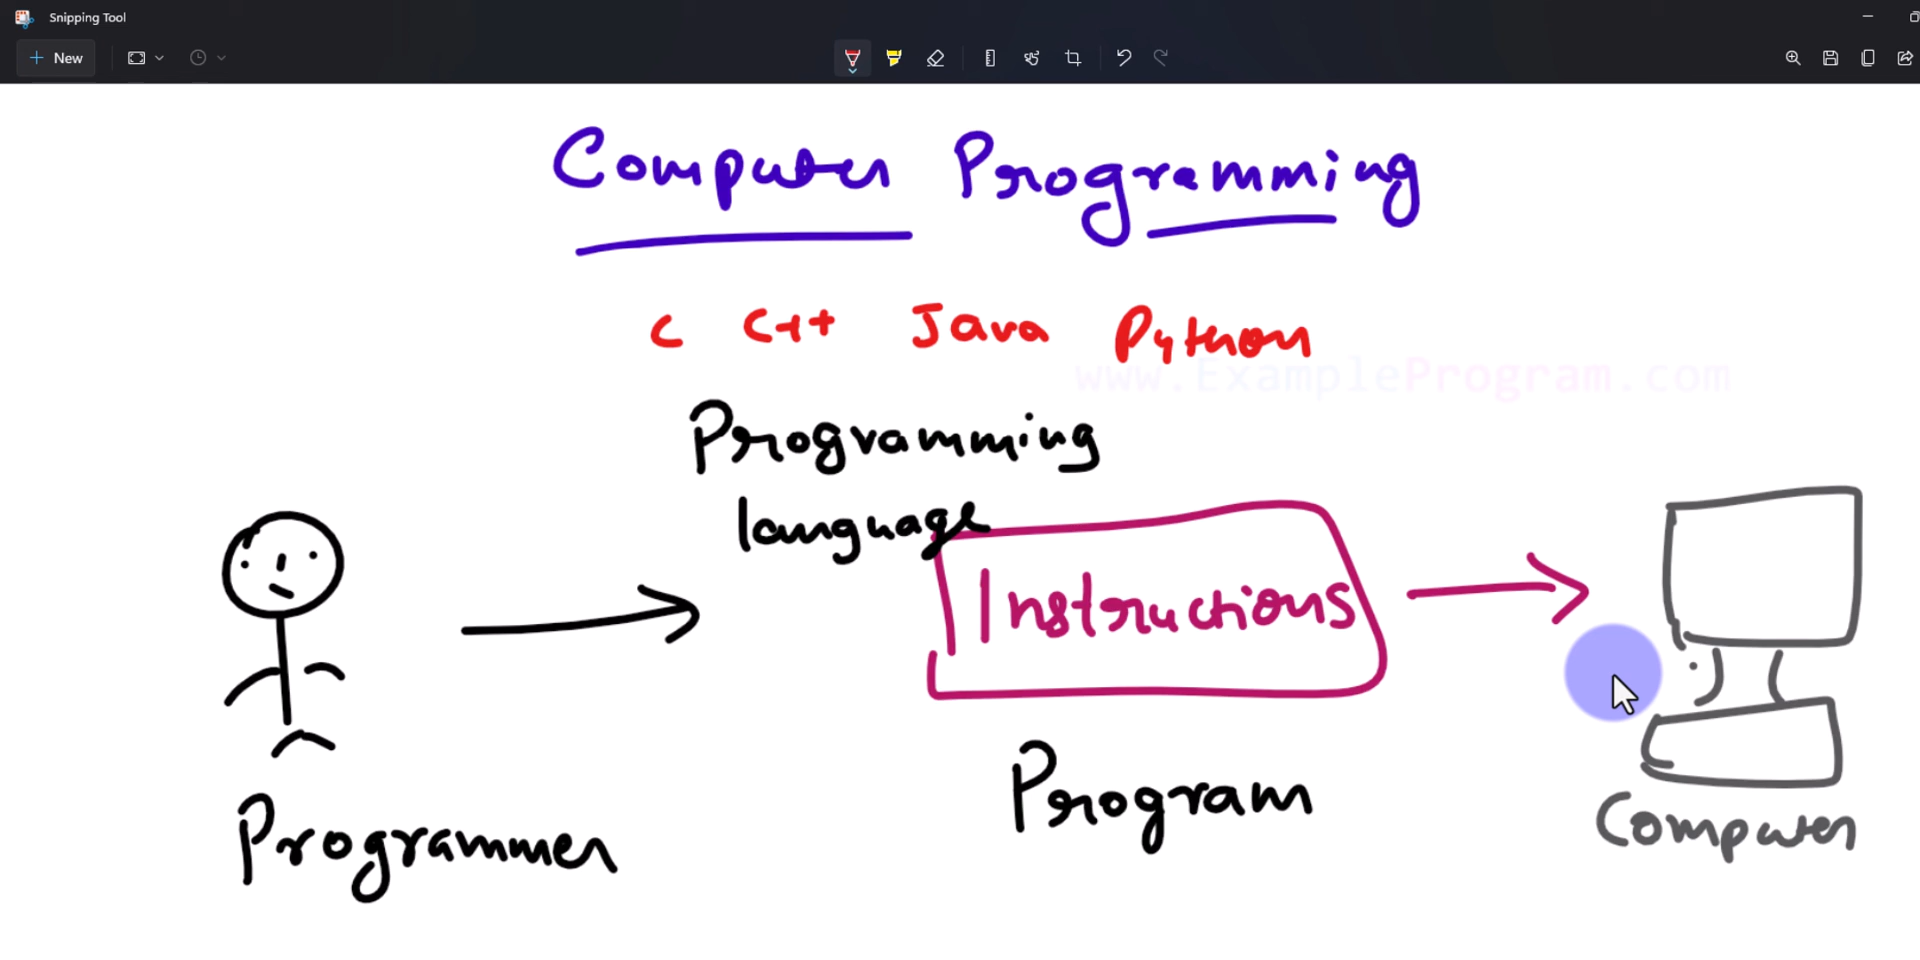 Snipping Tool
New
Computer Programming
C C++ Java Python
www.ExampleProgram.com
Programming
language
Instructions
Program
Programmer
Computer